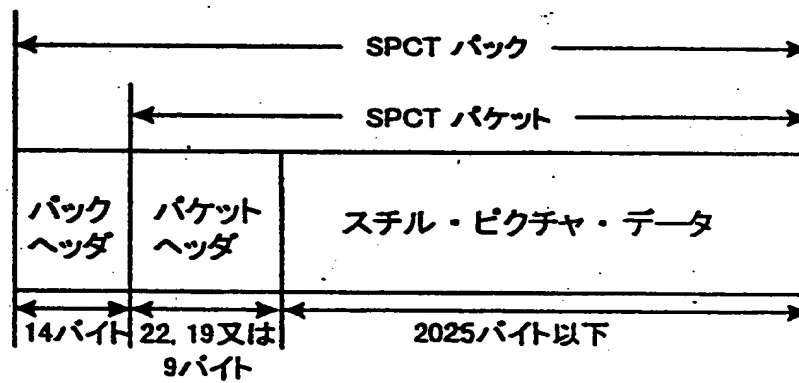 SPCT パック
SPCT パケット
パック
ヘッダ
パケット
ヘッダ
スチル・ピクチャ・データ
14バイト
22, 19又は
9バイト
2025バイト以下